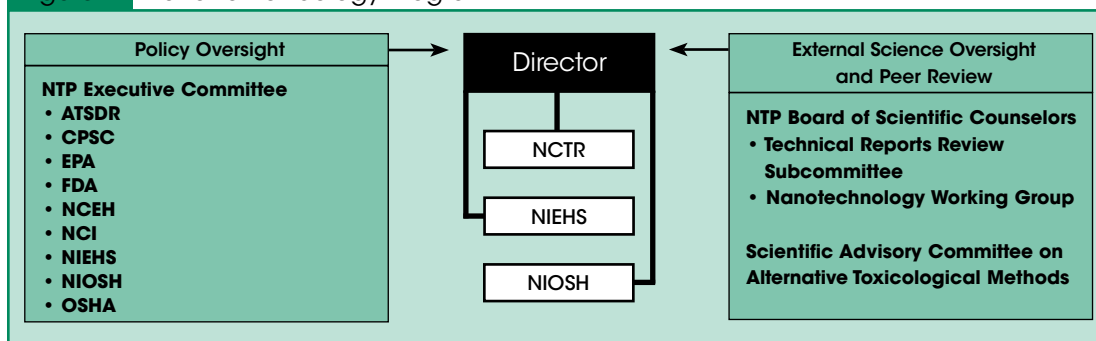 Policy Oversight
NTP Executive Committee
• ATSDR
• CPSC
• EPA
• FDA
• NCEH
• NCI
• NIEHS
• NIOSH
• OSHA
Director
NCTR
NIEHS
NIOSH
External Science Oversight
and Peer Review
NTP Board of Scientific Counselors
• Technical Reports Review
Subcommittee
• Nanotechnology Working Group
Scientific Advisory Committee on
Alternative Toxicological Methods